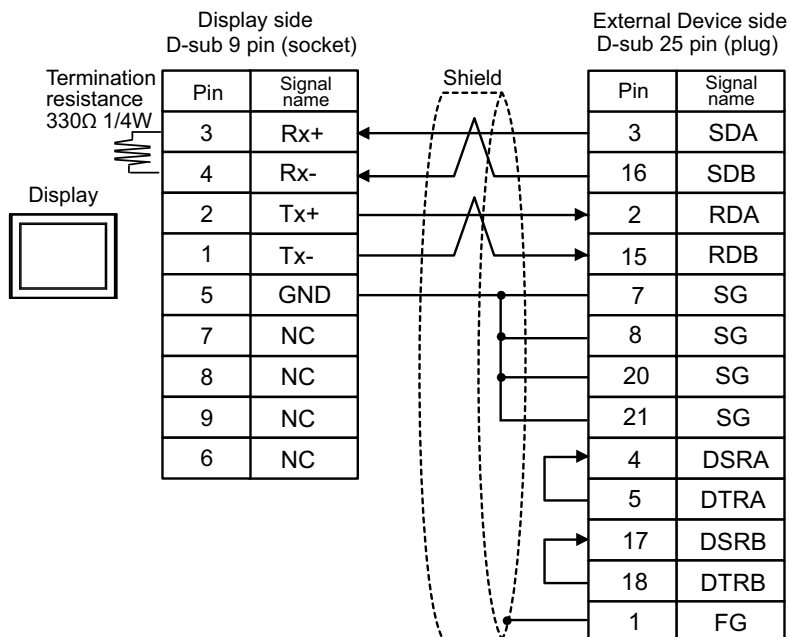 Display side
D-sub 9 pin (socket)
External Device side
D-sub 25 pin (plug)
Termination
resistance
330Ω 1/4W
Shield
Display
Pin Signal name
3 Rx+
4 Rx-
2 Tx+
1 Tx-
5 GND
7 NC
8 NC
9 NC
6 NC
Pin Signal name
3 SDA
16 SDB
2 RDA
15 RDB
7 SG
8 SG
20 SG
21 SG
4 DSRA
5 DTRA
17 DSRB
18 DTRB
1 FG